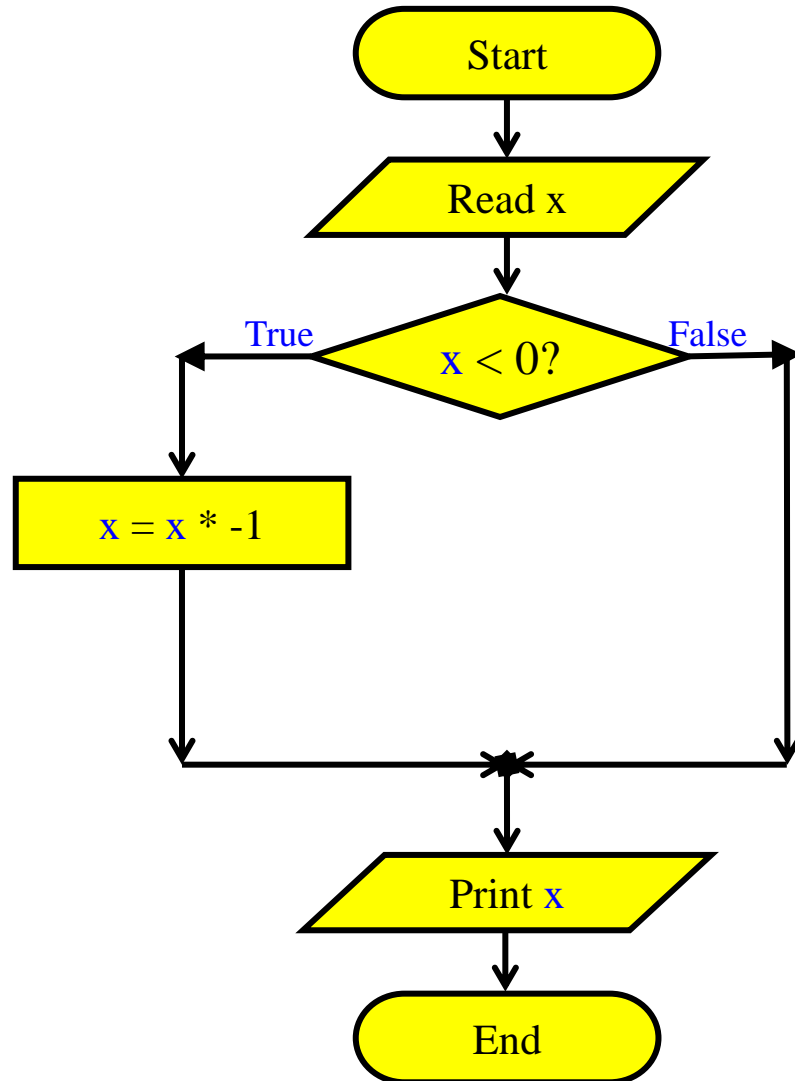 Start
Read x
True
x < 0?
False
x = x * -1
Print x
End